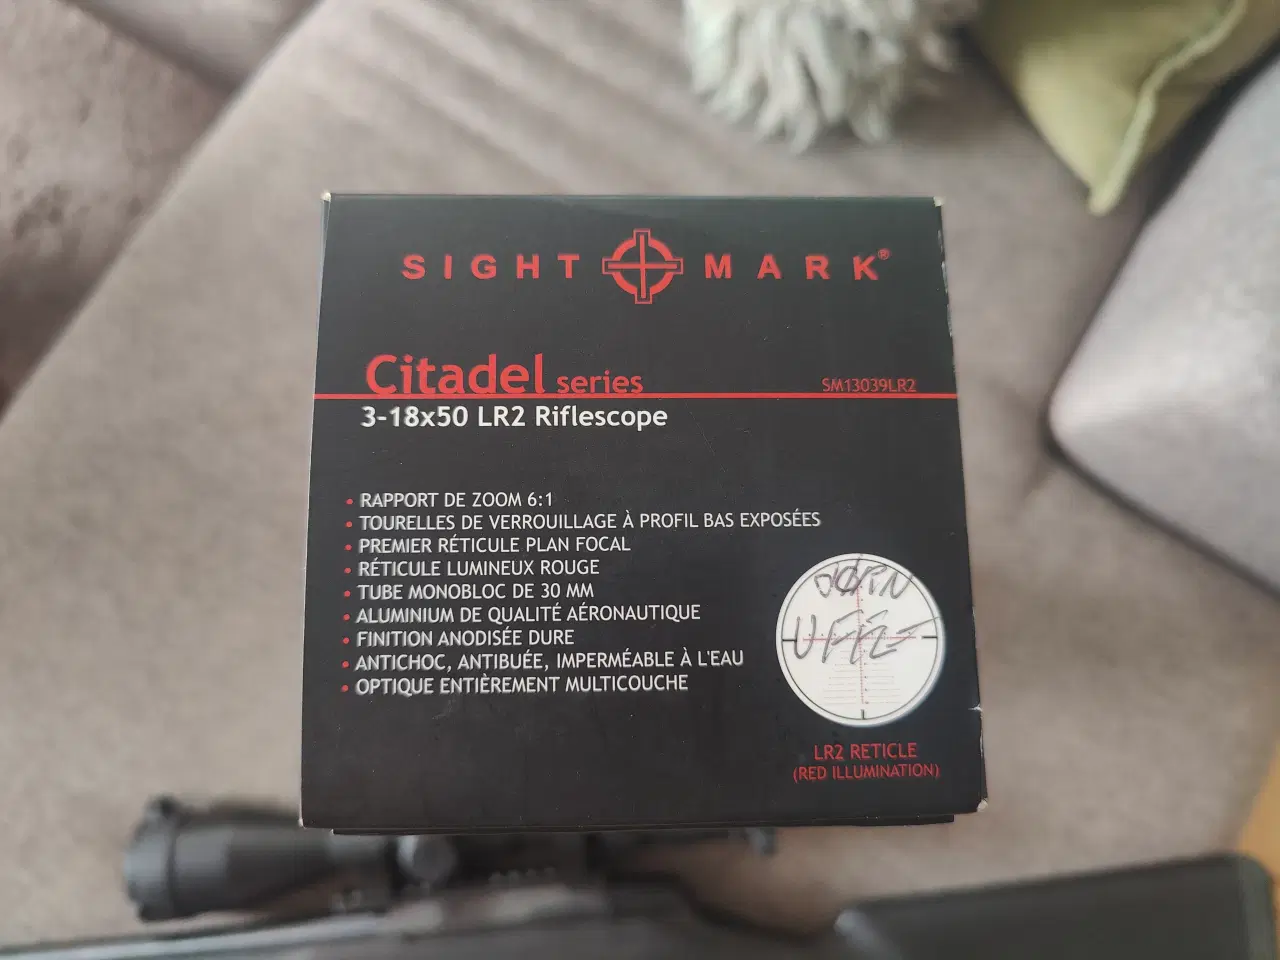 SIGHT MARK®
Citadel series SM13039LR2
3-18x50 LR2 Riflescope
• RAPPORT DE ZOOM 6:1
• TOURELLES DE VERROUILLAGE À PROFIL BAS EXPOSÉES
• PREMIER RÉTICULE PLAN FOCAL
• RÉTICULE LUMINEUX ROUGE
• TUBE MONOBLOC DE 30 MM
• ALUMINIUM DE QUALITÉ AÉRONAUTIQUE
• FINITION ANODISÉE DURE
• ANTICHOC, ANTIBUÉE, IMPERMÉABLE À L'EAU
• OPTIQUE ENTIÈREMENT MULTICOUCHE
LR2 RETICLE
(RED ILLUMINATION)